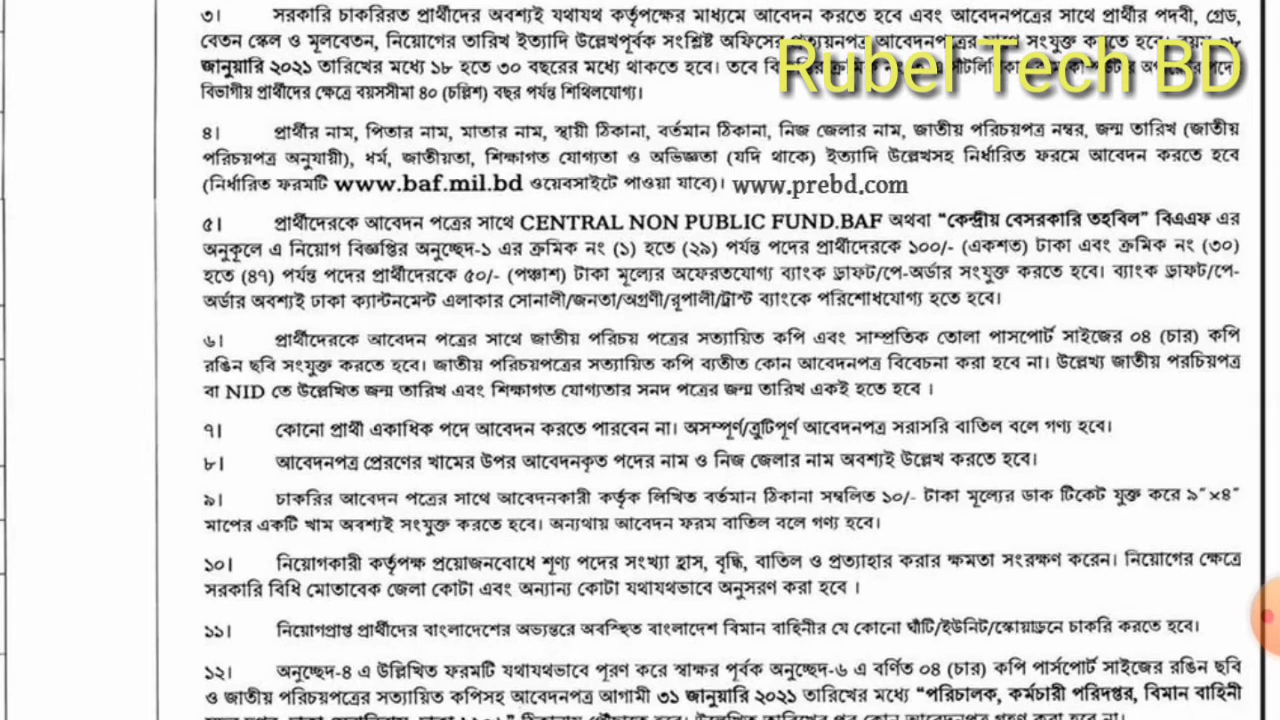 ৩। সরকারি চাকরিরত প্রার্থীদের অবশ্যই যথাযথ কর্তৃপক্ষের মাধ্যমে আবেদন করতে হবে এবং আবেদনপত্রের সাথে প্রার্থীর পদবী, গ্রেড,
বেতন স্কেল ও মূলবেতন, নিয়োগের তারিখ ইত্যাদি উল্লেখপূর্বক সংশ্লিষ্ট অফিসের প্রত্যয়নপত্র আবেদনপত্রের সাথে সংযুক্ত করতে হবে। বয়স
Rubel Tech BD
জানুয়ারি ২০২১ তারিখের মধ্যে ১৮ হতে ৩০ বছরের মধ্যে থাকতে হবে। তবে
বিভাগীয় প্রার্থীদের ক্ষেত্রে বয়সসীমা ৪০ (চল্লিশ) বছর পর্যন্ত শিথিলযোগ্য।
৪। প্রার্থীর নাম, পিতার নাম, মাতার নাম, স্থায়ী ঠিকানা, বর্তমান ঠিকানা, নিজ জেলার নাম, জাতীয় পরিচয়পত্র নম্বর, জন্ম তারিখ (জাতীয়
পরিচয়পত্র অনুযায়ী), ধর্ম, জাতীয়তা, শিক্ষাগত যোগ্যতা ও অভিজ্ঞতা (যদি থাকে) ইত্যাদি উল্লেখসহ নির্ধারিত ফরমে আবেদন করতে হবে
(নির্ধারিত ফরমটি www.baf.mil.bd ওয়েবসাইটে পাওয়া যাবে)। www.prebd.com
৫। প্রার্থীদেরকে আবেদন পত্রের সাথে CENTRAL NON PUBLIC FUND.BAF অথবা “কেন্দ্রীয় বেসরকারি তহবিল” বিএএফ এর
অনুকূলে এ নিয়োগ বিজ্ঞপ্তির অনুচ্ছেদ-১ এর ক্রমিক নং (১) হতে (২৯) পর্যন্ত পদের প্রার্থীদেরকে ১০০/- (একশত) টাকা এবং ক্রমিক নং (৩০)
হতে (৪৭) পর্যন্ত পদের প্রার্থীদেরকে ৫০/- (পঞ্চাশ) টাকা মূল্যের অফেরতযোগ্য ব্যাংক ড্রাফট/পে-অর্ডার সংযুক্ত করতে হবে। ব্যাংক ড্রাফট/পে-
অর্ডার অবশ্যই ঢাকা ক্যান্টনমেন্ট এলাকার সোনালী/জনতা/অগ্রণী/রূপালী/ট্রাস্ট ব্যাংকে পরিশোধযোগ্য হতে হবে।
৬। প্রার্থীদেরকে আবেদন পত্রের সাথে জাতীয় পরিচয় পত্রের সত্যায়িত কপি এবং সাম্প্রতিক তোলা পাসপোর্ট সাইজের ০৪ (চার) কপি
রঙিন ছবি সংযুক্ত করতে হবে। জাতীয় পরিচয়পত্রের সত্যায়িত কপি ব্যতীত কোন আবেদনপত্র বিবেচনা করা হবে না। উল্লেখ্য জাতীয় পরচিয়পত্র
বা NID তে উল্লেখিত জন্ম তারিখ এবং শিক্ষাগত যোগ্যতার সনদ পত্রের জন্ম তারিখ একই হতে হবে ।
৭। কোনো প্রার্থী একাধিক পদে আবেদন করতে পারবেন না। অসম্পূর্ণ/ত্রুটিপূর্ণ আবেদনপত্র সরাসরি বাতিল বলে গণ্য হবে।
৮। আবেদনপত্র প্রেরণের খামের উপর আবেদনকৃত পদের নাম ও নিজ জেলার নাম অবশ্যই উল্লেখ করতে হবে।
৯। চাকরির আবেদন পত্রের সাথে আবেদনকারী কর্তৃক লিখিত বর্তমান ঠিকানা সম্বলিত ১০/- টাকা মূল্যের ডাক টিকেট যুক্ত করে ৯˝×৪˝
মাপের একটি খাম অবশ্যই সংযুক্ত করতে হবে। অন্যথায় আবেদন ফরম বাতিল বলে গণ্য হবে।
১০। নিয়োগকারী কর্তৃপক্ষ প্রয়োজনবোধে শূণ্য পদের সংখ্যা হ্রাস, বৃদ্ধি, বাতিল ও প্রত্যাহার করার ক্ষমতা সংরক্ষণ করেন। নিয়োগের ক্ষেত্রে
সরকারি বিধি মোতাবেক জেলা কোটা এবং অন্যান্য কোটা যথাযথভাবে অনুসরণ করা হবে ।
১১। নিয়োগপ্রাপ্ত প্রার্থীদের বাংলাদেশের অভ্যন্তরে অবস্থিত বাংলাদেশ বিমান বাহিনীর যে কোনো ঘাঁটি/ইউনিট/স্কোয়াড্রনে চাকরি করতে হবে।
১২। অনুচ্ছেদ-৪ এ উল্লিখিত ফরমটি যথাযথভাবে পূরণ করে স্বাক্ষর পূর্বক অনুচ্ছেদ-৬ এ বর্ণিত ০৪ (চার) কপি পার্সপোর্ট সাইজের রঙিন ছবি
ও জাতীয় পরিচয়পত্রের সত্যায়িত কপিসহ আবেদনপত্র আগামী ৩১ জানুয়ারি ২০২১ তারিখের মধ্যে “পরিচালক, কর্মচারী পরিদপ্তর, বিমান বাহিনী